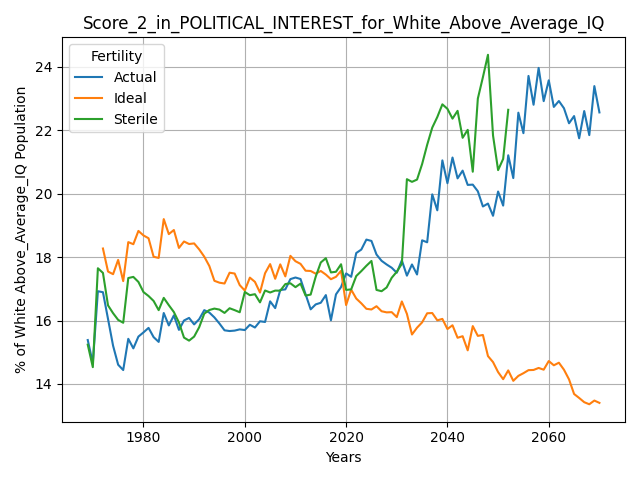 Score_2_in_POLITICAL_INTEREST_for_White_Above_Average_IQ
Fertility
Actual
Ideal
Sterile
% of White Above_Average_IQ Population
24
22
20
18
16
14
1980
2000
2020
2040
2060
Years